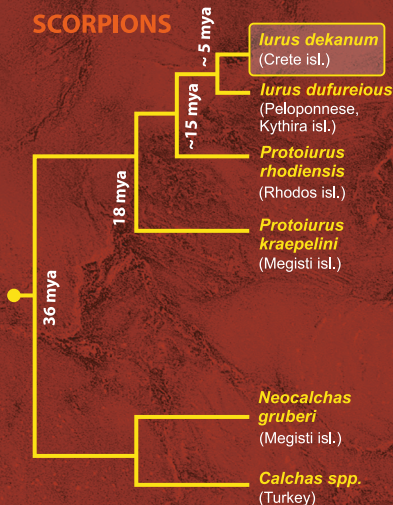 SCORPIONS
~ 5 mya
Iurus dekanum
(Crete isl.)
Iurus dufureious
(Peloponnese,
Kythira isl.)
~15 mya
Protoiurus
rhodiensis
(Rhodos isl.)
18 mya
Protoiurus
kraepelini
(Megisti isl.)
36 mya
Neocalchas
gruberi
(Megisti isl.)
Calchas spp.
(Turkey)